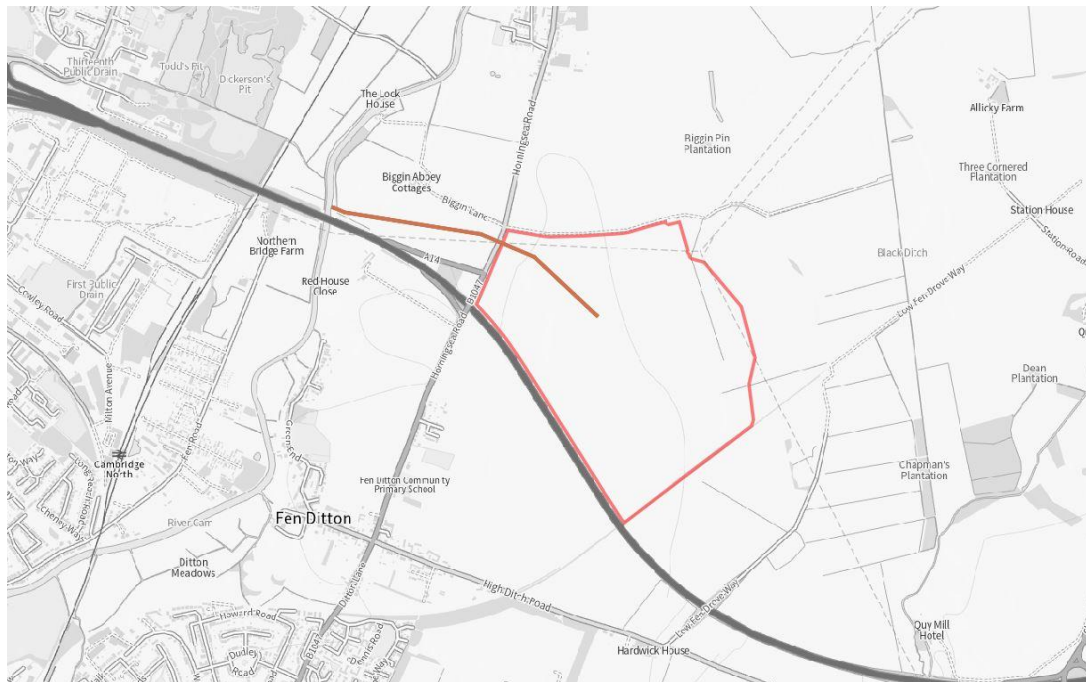 Thirteenth
Public Drain
Todd's Pit
Dickerson's
Pit
The Lock
House
Horningsea Road
Allicky Farm
Biggin Pin
Plantation
Biggin Abbey
Cottages
Biggin Lane
Three Cornered
Plantation
Station House
Station Road
Northern
Bridge Farm
A14
Black Ditch
Low Fen Drove Way
First Public
Drain
Cowley Road
Red House
Close
B1047
Horningsea Road
Milton Avenue
Fen Road
Green End
Dean
Plantation
Cambridge
North
Fen Ditton Community
Primary School
Chapman's
Plantation
Cheney Way
River Cam
Fen Ditton
Ditton
Meadows
Ditton Lane
High Ditch Road
Low Fen Drove Way
Howard Road
Dudley
Road
B1047
Dennis Road
Hardwick House
Quy Mill
Hotel